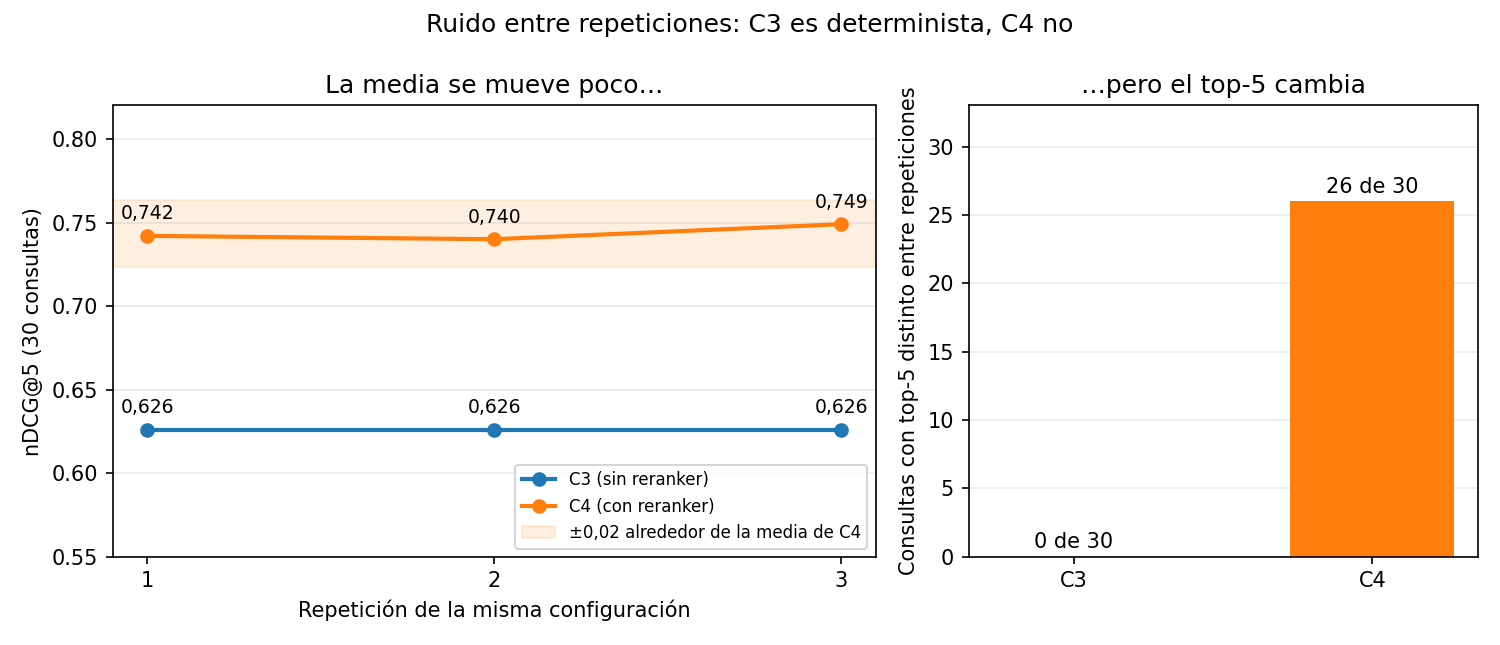 Ruido entre repeticiones: C3 es determinista, C4 no
La media se mueve poco...
nDCG@5 (30 consultas)
0.80
0.75
0.70
0.65
0.60
0.55
0,742
0,740
0,749
0,626
0,626
0,626
C3 (sin reranker)
C4 (con reranker)
±0,02 alrededor de la media de C4
1
2
3
Repetición de la misma configuración
...pero el top-5 cambia
Consultas con top-5 distinto entre repeticiones
30
25
20
15
10
5
0
0 de 30
26 de 30
C3
C4